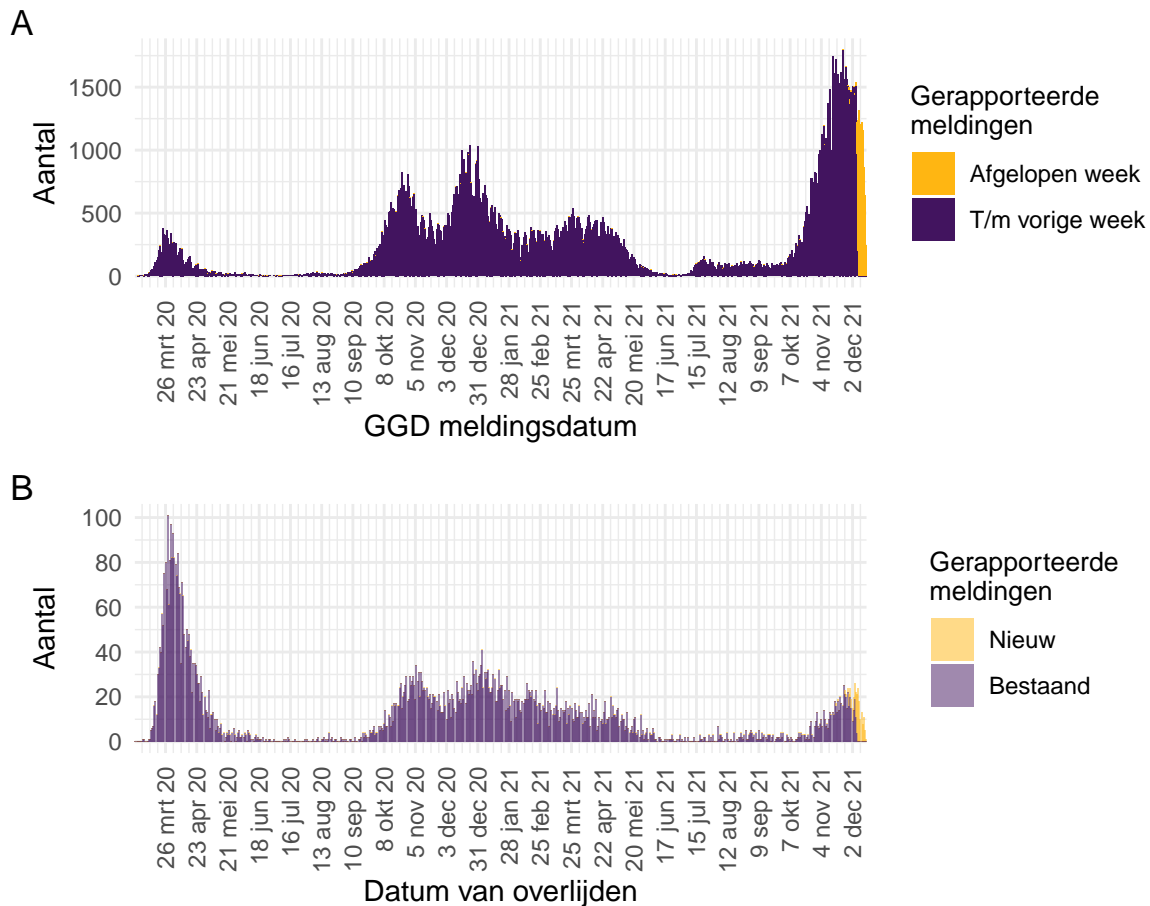 A
1500
1000
500
0
Aantal
26 mrt 20
23 apr 20
21 mei 20
18 jun 20
16 jul 20
13 aug 20
10 sep 20
8 okt 20
5 nov 20
3 dec 20
31 dec 20
28 jan 21
25 feb 21
25 mrt 21
22 apr 21
20 mei 21
17 jun 21
15 jul 21
12 aug 21
9 sep 21
7 okt 21
4 nov 21
2 dec 21
GGD meldingsdatum
Gerapporteerde
meldingen
Afgelopen week
T/m vorige week
B
100
80
60
40
20
0
Aantal
26 mrt 20
23 apr 20
21 mei 20
18 jun 20
16 jul 20
13 aug 20
10 sep 20
8 okt 20
5 nov 20
3 dec 20
31 dec 20
28 jan 21
25 feb 21
25 mrt 21
22 apr 21
20 mei 21
17 jun 21
15 jul 21
12 aug 21
9 sep 21
7 okt 21
4 nov 21
2 dec 21
Datum van overlijden
Gerapporteerde
meldingen
Nieuw
Bestaand